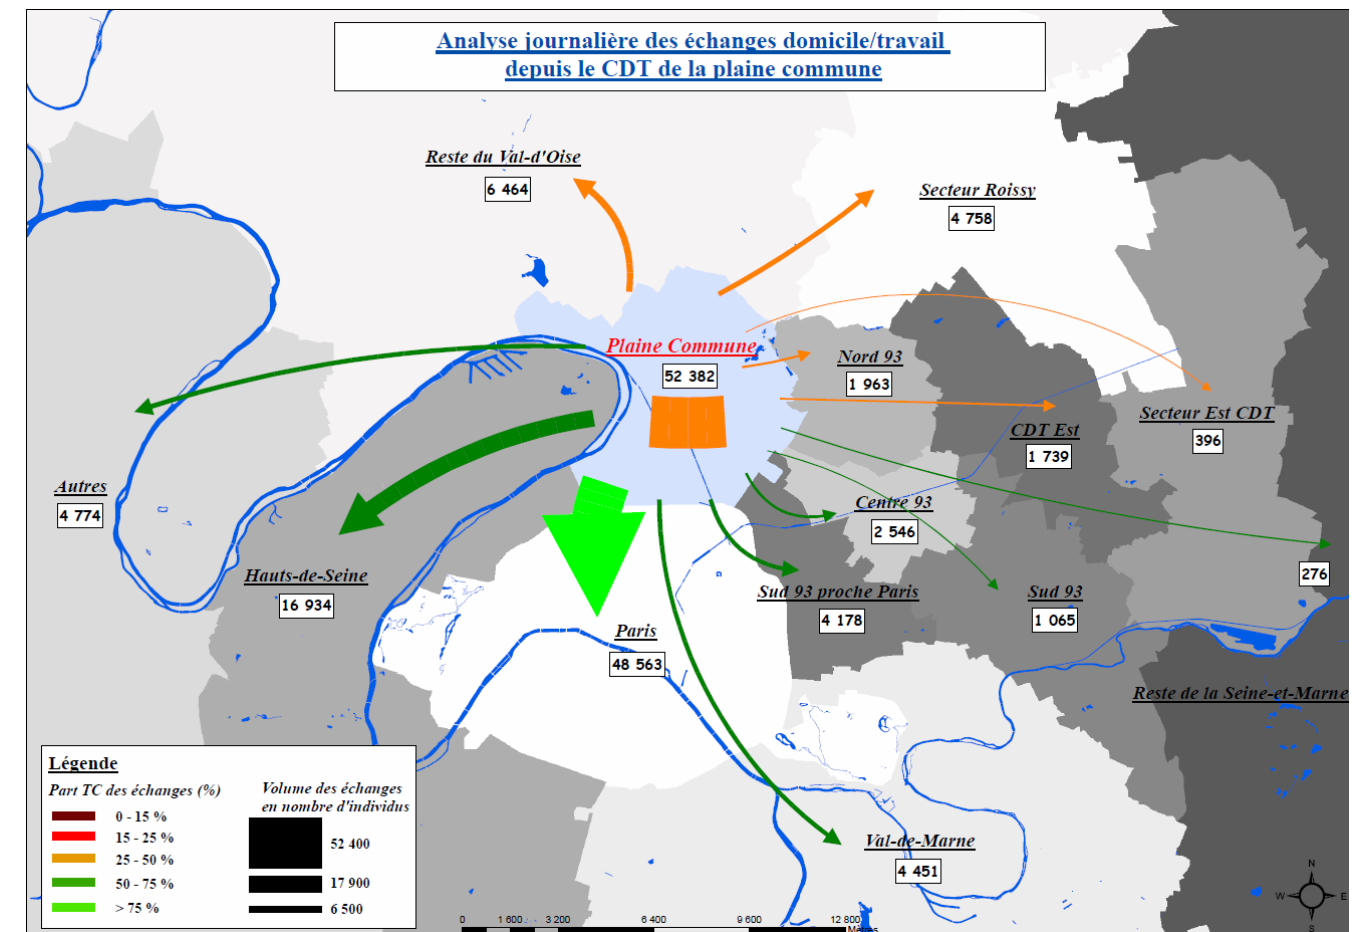 Analyse journalière des échanges domicile/travail
depuis le CDT de la plaine commune
Reste du Val-d'Oise
6 464
Secteur Roissy
4 758
Plaine Commune
52 382
Nord 93
1 963
CDT Est
1 739
Secteur Est CDT
396
Autres
4 774
Centre 93
2 546
Hauts-de-Seine
16 934
Sud 93 proche Paris
4 178
Sud 93
1 065
276
Paris
48 563
Reste de la Seine-et-Marne
Val-de-Marne
4 451
Légende
Part TC des échanges (%)
0 - 15 %
15 - 25 %
25 - 50 %
50 - 75 %
> 75 %
Volume des échanges
en nombre d'individus
52 400
17 900
6 500
0 1 600 3 200 6 400 9 600 12 800
Mètres
N
W E
S